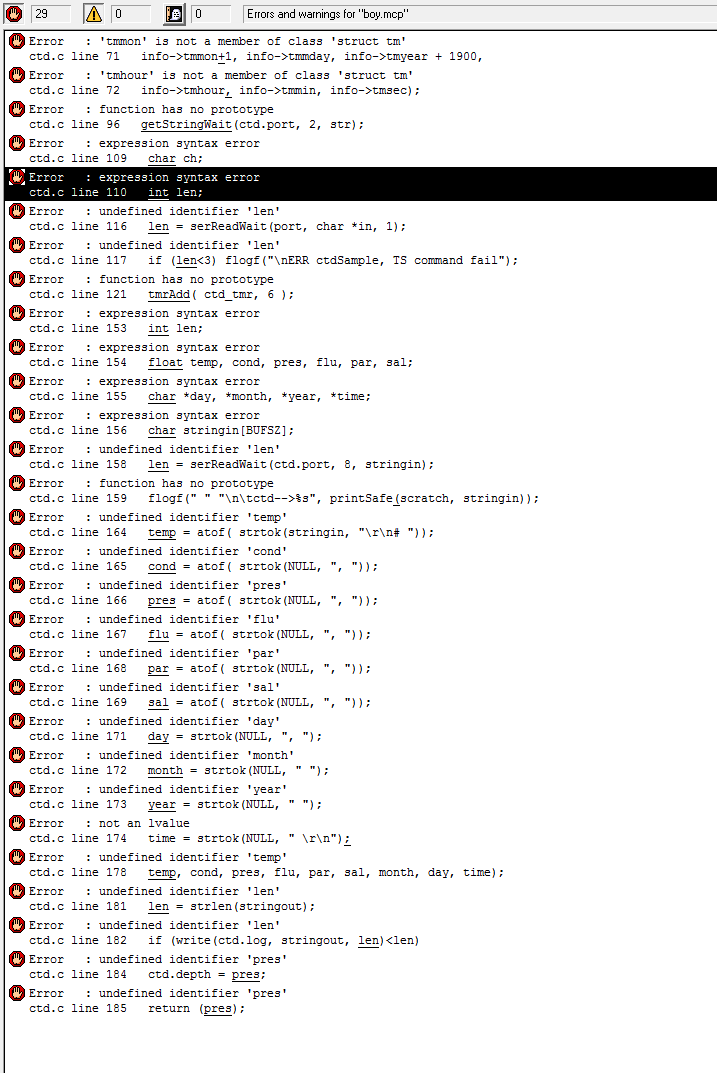 29 0 0 Errors and warnings for "boy.mcp"
Error : 'tmmon' is not a member of class 'struct tm'
ctd.c line 71 info->tmmon+1, info->tmmday, info->tmyear + 1900,
Error : 'tmhour' is not a member of class 'struct tm'
ctd.c line 72 info->tmhour, info->tmmin, info->tmsec);
Error : function has no prototype
ctd.c line 96 getStringWait(ctd.port, 2, str);
Error : expression syntax error
ctd.c line 109 char ch;
Error : expression syntax error
ctd.c line 110 int len;
Error : undefined identifier 'len'
ctd.c line 116 len = serReadWait(port, char *in, 1);
Error : undefined identifier 'len'
ctd.c line 117 if (len<3) flogf("\nERR ctdSample, TS command fail");
Error : function has no prototype
ctd.c line 121 tmrAdd( ctd_tmr, 6 );
Error : expression syntax error
ctd.c line 153 int len;
Error : expression syntax error
ctd.c line 154 float temp, cond, pres, flu, par, sal;
Error : expression syntax error
ctd.c line 155 char *day, *month, *year, *time;
Error : expression syntax error
ctd.c line 156 char stringin[BUFSZ];
Error : undefined identifier 'len'
ctd.c line 158 len = serReadWait(ctd.port, 8, stringin);
Error : function has no prototype
ctd.c line 159 flogf(" " "\n\tctd-->%s", printSafe(scratch, stringin));
Error : undefined identifier 'temp'
ctd.c line 164 temp = atof( strtok(stringin, "\r\n# "));
Error : undefined identifier 'cond'
ctd.c line 165 cond = atof( strtok(NULL, ", "));
Error : undefined identifier 'pres'
ctd.c line 166 pres = atof( strtok(NULL, ", "));
Error : undefined identifier 'flu'
ctd.c line 167 flu = atof( strtok(NULL, ", "));
Error : undefined identifier 'par'
ctd.c line 168 par = atof( strtok(NULL, ", "));
Error : undefined identifier 'sal'
ctd.c line 169 sal = atof( strtok(NULL, ", "));
Error : undefined identifier 'day'
ctd.c line 171 day = strtok(NULL, ", ");
Error : undefined identifier 'month'
ctd.c line 172 month = strtok(NULL, " ");
Error : undefined identifier 'year'
ctd.c line 173 year = strtok(NULL, " ");
Error : not an lvalue
ctd.c line 174 time = strtok(NULL, " \r\n");
Error : undefined identifier 'temp'
ctd.c line 178 temp, cond, pres, flu, par, sal, month, day, time);
Error : undefined identifier 'len'
ctd.c line 181 len = strlen(stringout);
Error : undefined identifier 'len'
ctd.c line 182 if (write(ctd.log, stringout, len)<len)
Error : undefined identifier 'pres'
ctd.c line 184 ctd.depth = pres;
Error : undefined identifier 'pres'
ctd.c line 185 return (pres);